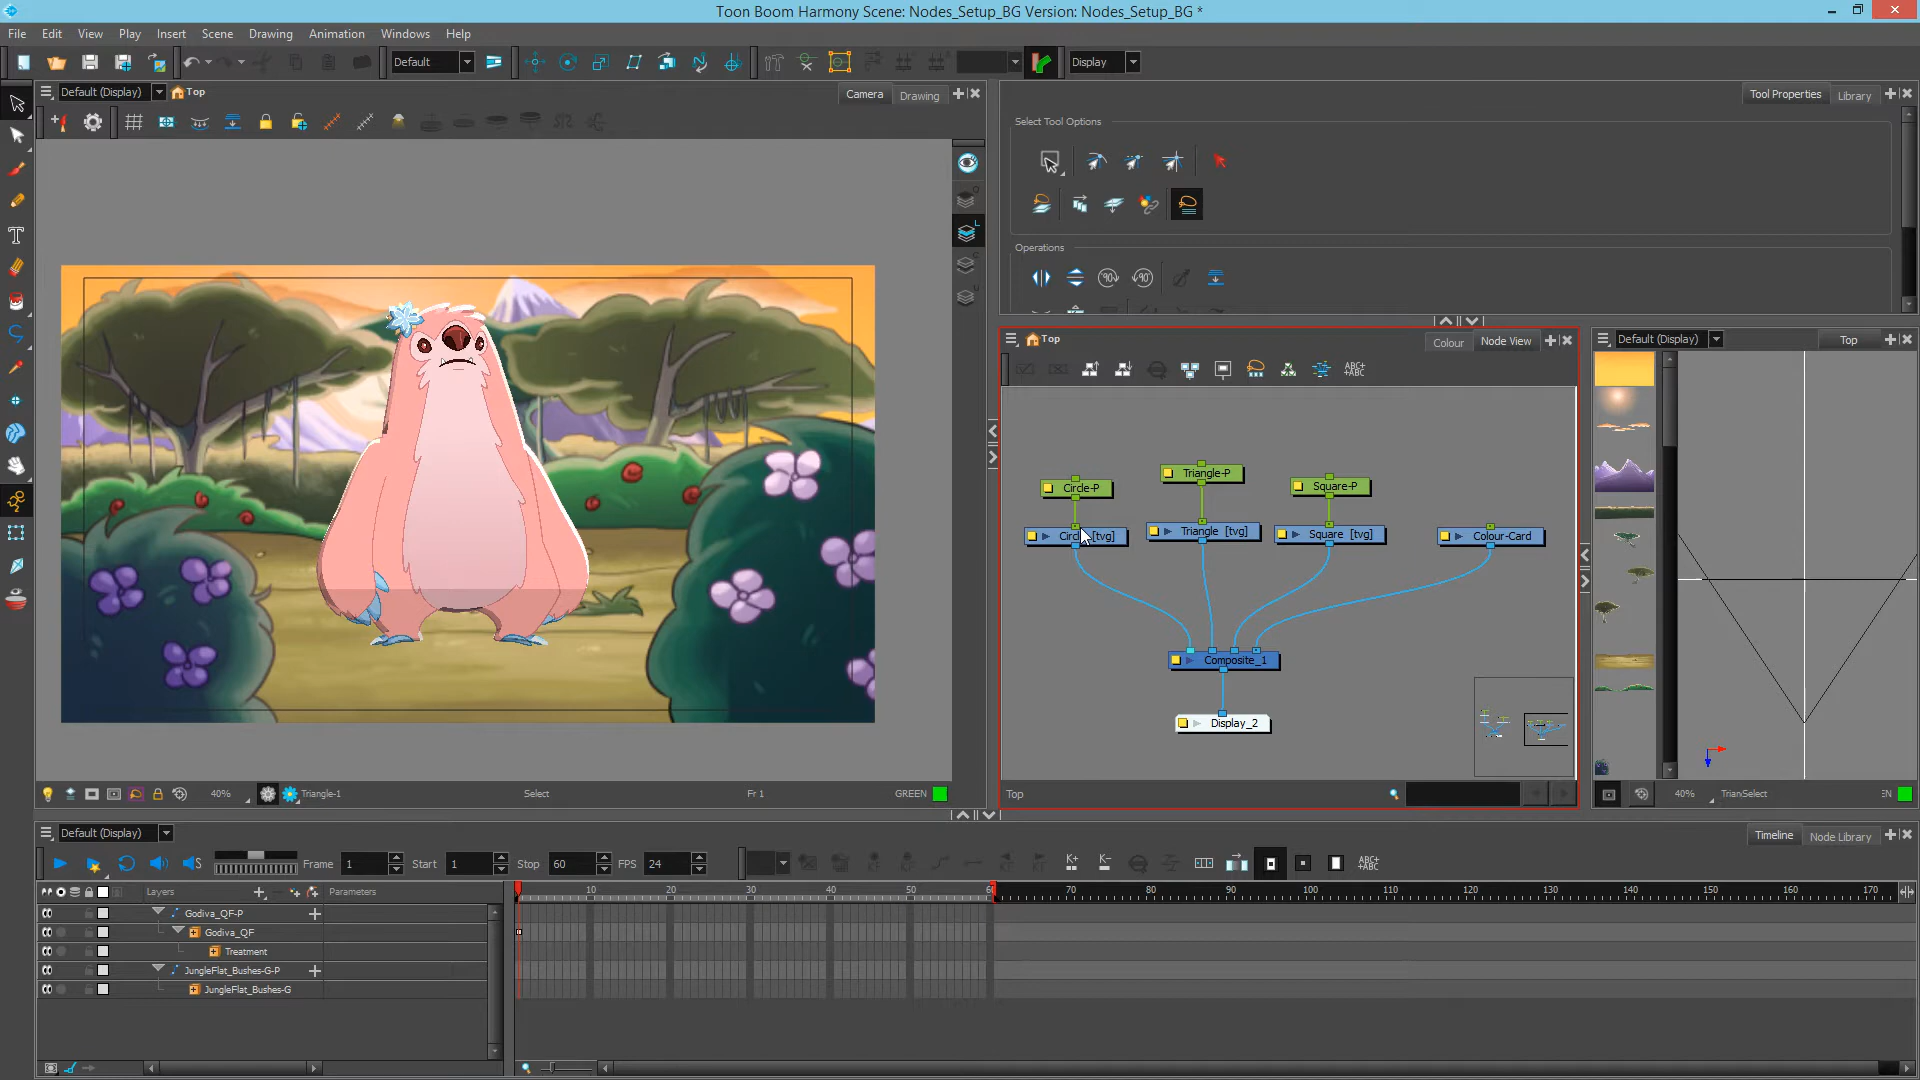 Toon Boom Harmony Scene: Nodes_Setup_BG Version: Nodes_Setup_BG *
File Edit View Play Insert Scene Drawing Animation Windows Help
Default
Display
Default (Display) Top
Camera Drawing
Tool Properties Library
Select Tool Options
Operations
Top
Colour Node View
Default (Display) Top
ABC+
+ABC
Circle-P Triangle-P Square-P
[tvg] Triangle [tvg] Square [tvg] Colour-Card
Composite_1
Display_2
40% Triangle-1 Select Fr 1 GREEN
Top
40%
Default (Display)
Timeline Node Library
Frame 1 Start 1 Stop 60 FPS 24
K+ K-
ABC+
+ABC
Layers Parameters
10 20 30 40 50 60 70 80 90 100 110 120 130 140 150 160 170
Godiva_QF-P
Godiva_QF
Treatment
JungleFlat_Bushes-G-P
JungleFlat_Bushes-G